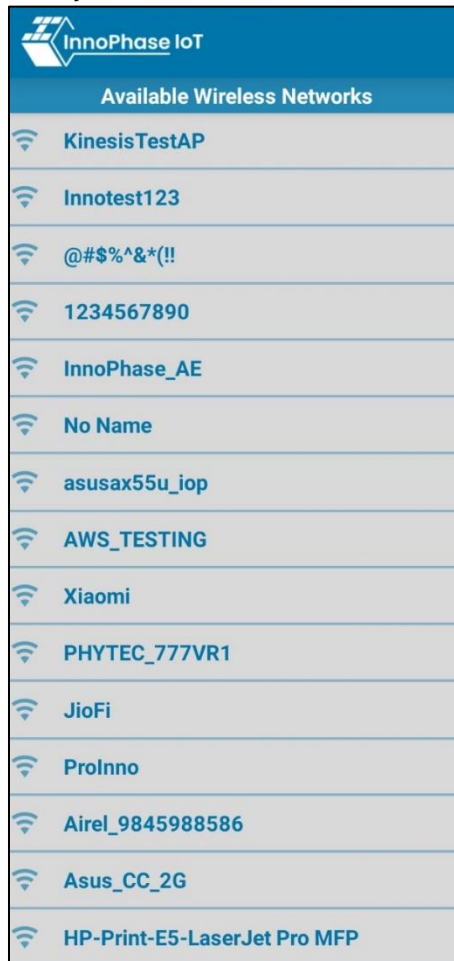 InnoPhase IoT
Available Wireless Networks
KinesisTestAP
Innotest123
@#$%^&*(!!
1234567890
InnoPhase_AE
No Name
asusax55u_iop
AWS_TESTING
Xiaomi
PHYTEC_777VR1
JioFi
ProInno
Airel_9845988586
Asus_CC_2G
HP-Print-E5-LaserJet Pro MFP